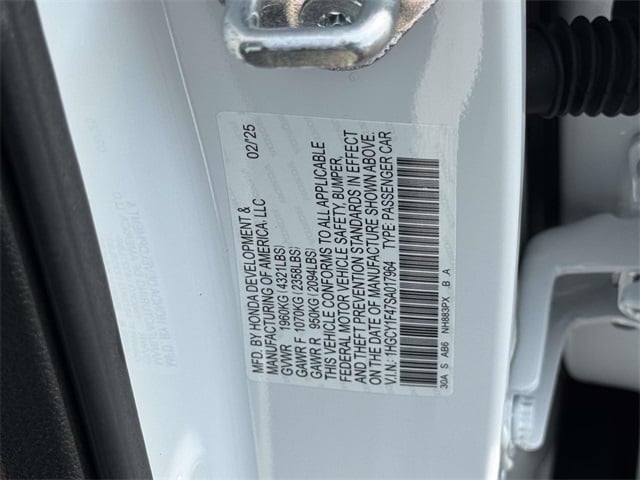 MFD. BY HONDA DEVELOPMENT & 02/25
MANUFACTURING OF AMERICA, LLC
GVWR 1960KG (4321LBS)
GAWR F 1070KG (2358LBS)
GAWR R 950KG (2094LBS)
THIS VEHICLE CONFORMS TO ALL APPLICABLE
FEDERAL MOTOR VEHICLE SAFETY, BUMPER,
AND THEFT PREVENTION STANDARDS IN EFFECT
ON THE DATE OF MANUFACTURE SHOWN ABOVE.
V.I.N.: 1HGCY1F47SA017964 TYPE:PASSENGER CAR
30A S AB6 NH883PX B A